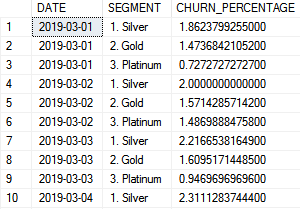 DATE SEGMENT CHURN_PERCENTAGE
1 2019-03-01 1. Silver 1.8623799255000
2 2019-03-01 2. Gold 1.4736842105200
3 2019-03-01 3. Platinum 0.7272727272700
4 2019-03-02 1. Silver 2.0000000000000
5 2019-03-02 2. Gold 1.5714285714200
6 2019-03-02 3. Platinum 1.4869888475800
7 2019-03-03 1. Silver 2.2166538164900
8 2019-03-03 2. Gold 1.6095171448500
9 2019-03-03 3. Platinum 0.9469696969600
10 2019-03-04 1. Silver 2.3111283744400